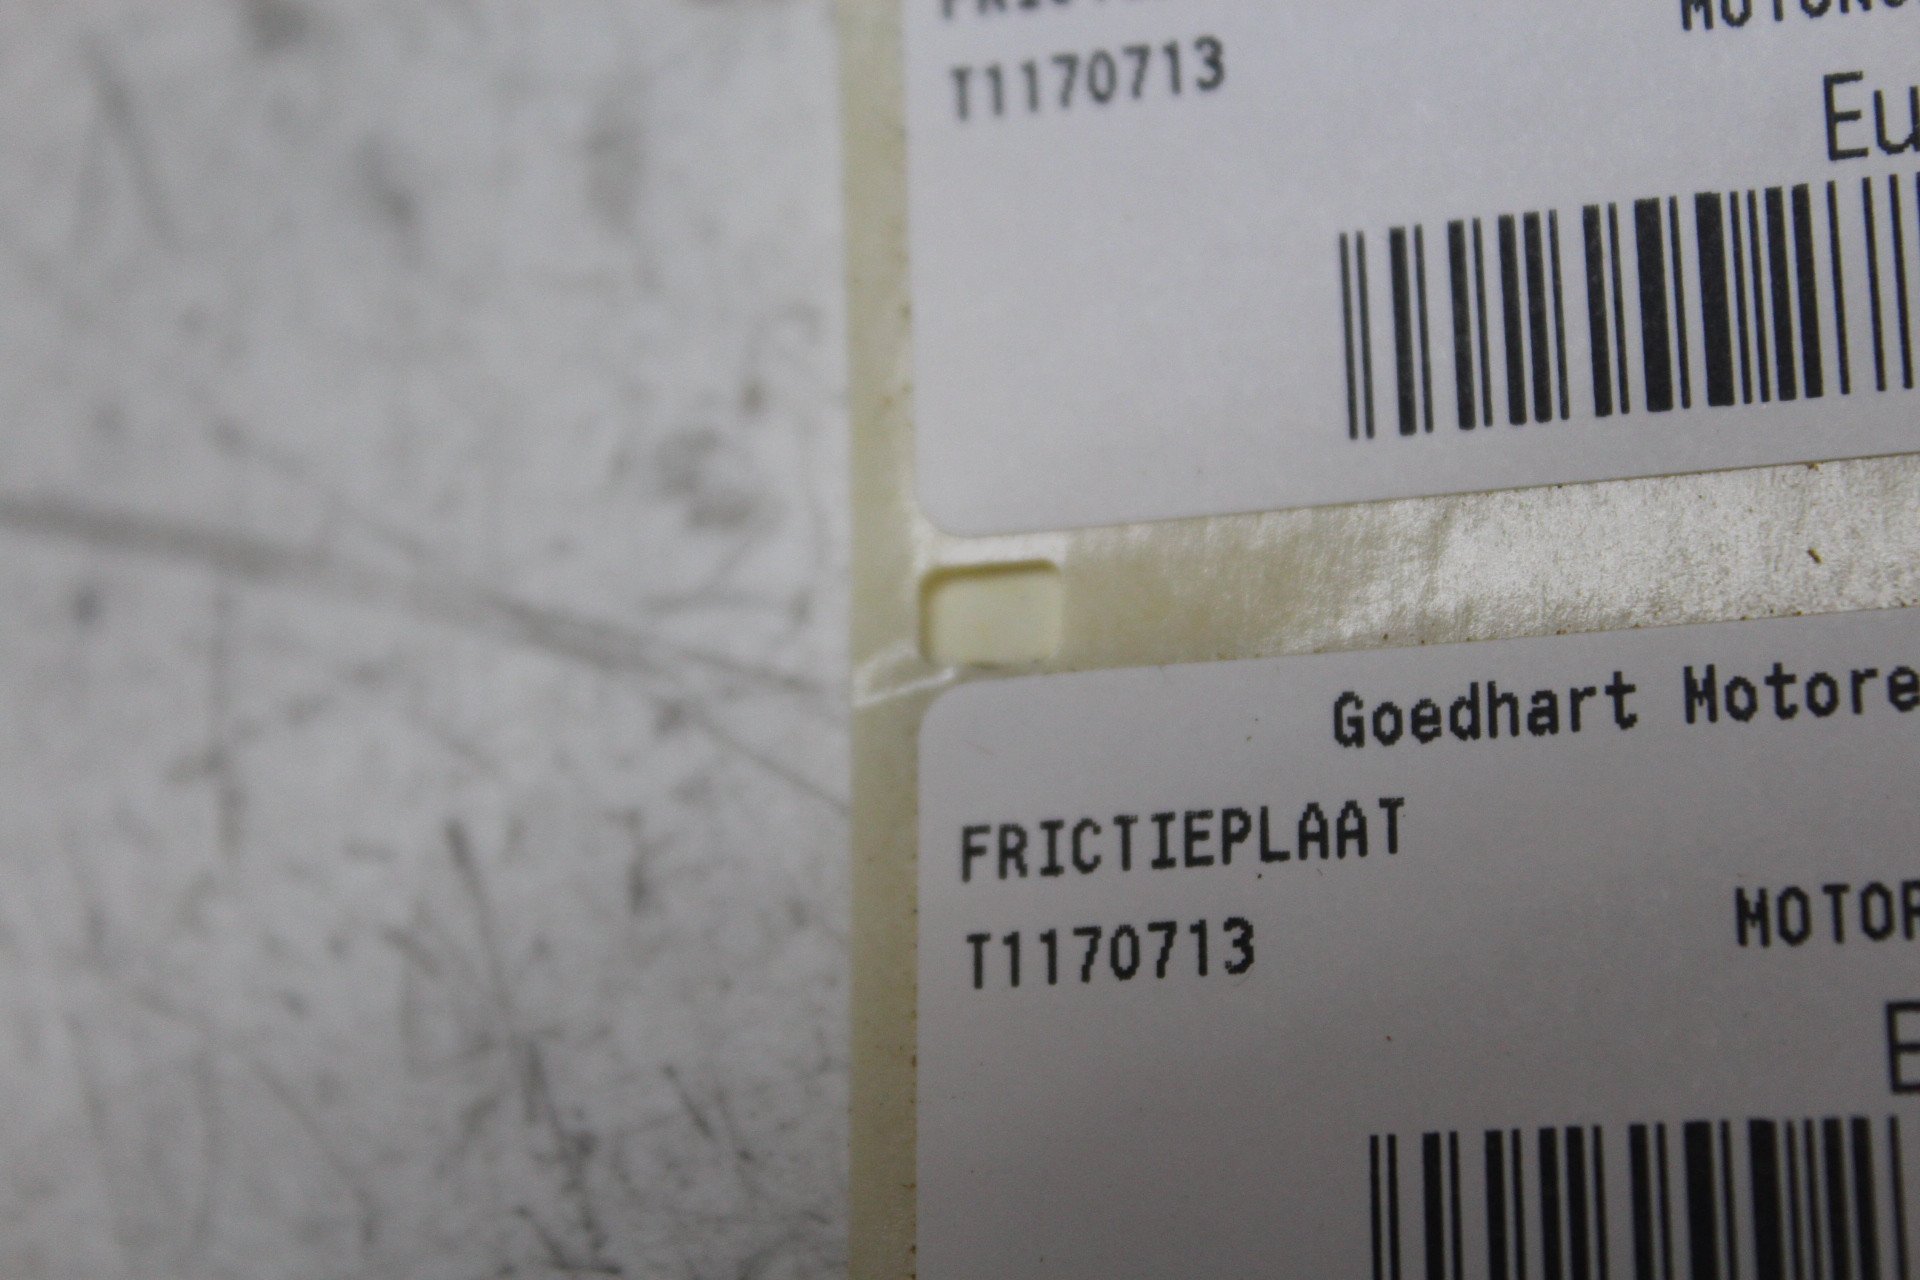 T1170713
Eu
Goedhart Motore
FRICTIEPLAAT
MOTOR
T1170713